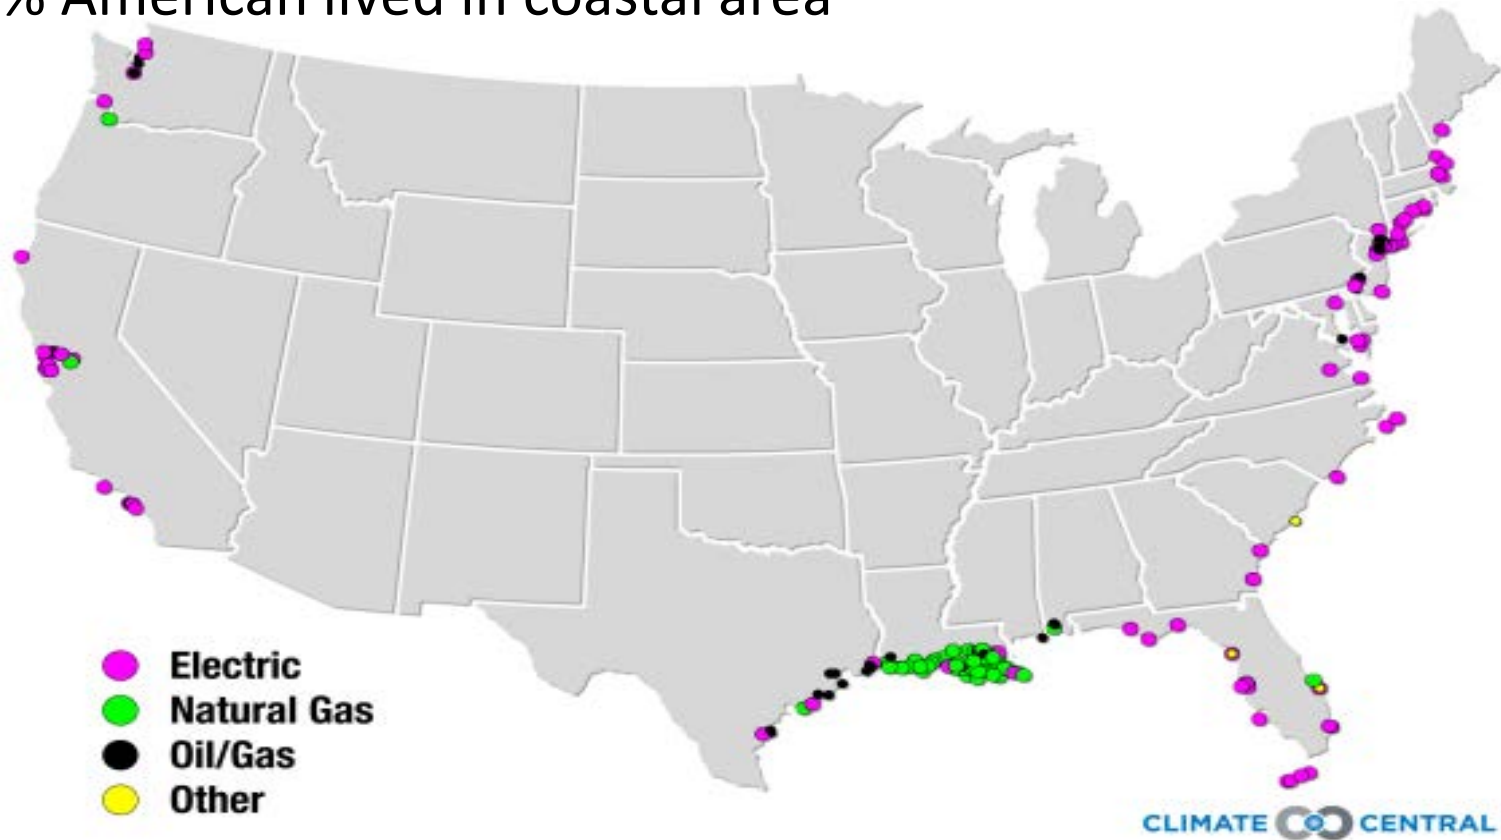 % American lived in coastal area
Electric
Natural Gas
Oil/Gas
Other
CLIMATE CENTRAL